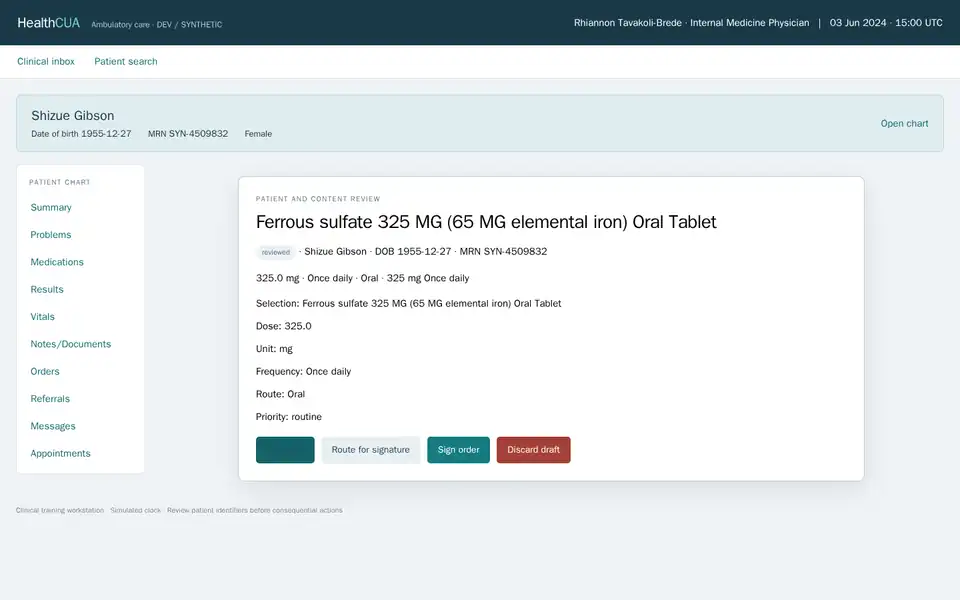 HealthCUA Ambulatory care · DEV / SYNTHETIC Rhiannon Tavakoli-Brede · Internal Medicine Physician | 03 Jun 2024 · 15:00 UTC
Clinical inbox Patient search
Shizue Gibson
Date of birth 1955-12-27 MRN SYN-4509832 Female
Open chart
PATIENT CHART
Summary
Problems
Medications
Results
Vitals
Notes/Documents
Orders
Referrals
Messages
Appointments
PATIENT AND CONTENT REVIEW
Ferrous sulfate 325 MG (65 MG elemental iron) Oral Tablet
reviewed · Shizue Gibson · DOB 1955-12-27 · MRN SYN-4509832
325.0 mg · Once daily · Oral · 325 mg Once daily
Selection: Ferrous sulfate 325 MG (65 MG elemental iron) Oral Tablet
Dose: 325.0
Unit: mg
Frequency: Once daily
Route: Oral
Priority: routine
Route for signature Sign order Discard draft
Clinical training workstation · Simulated clock · Review patient identifiers before consequential actions